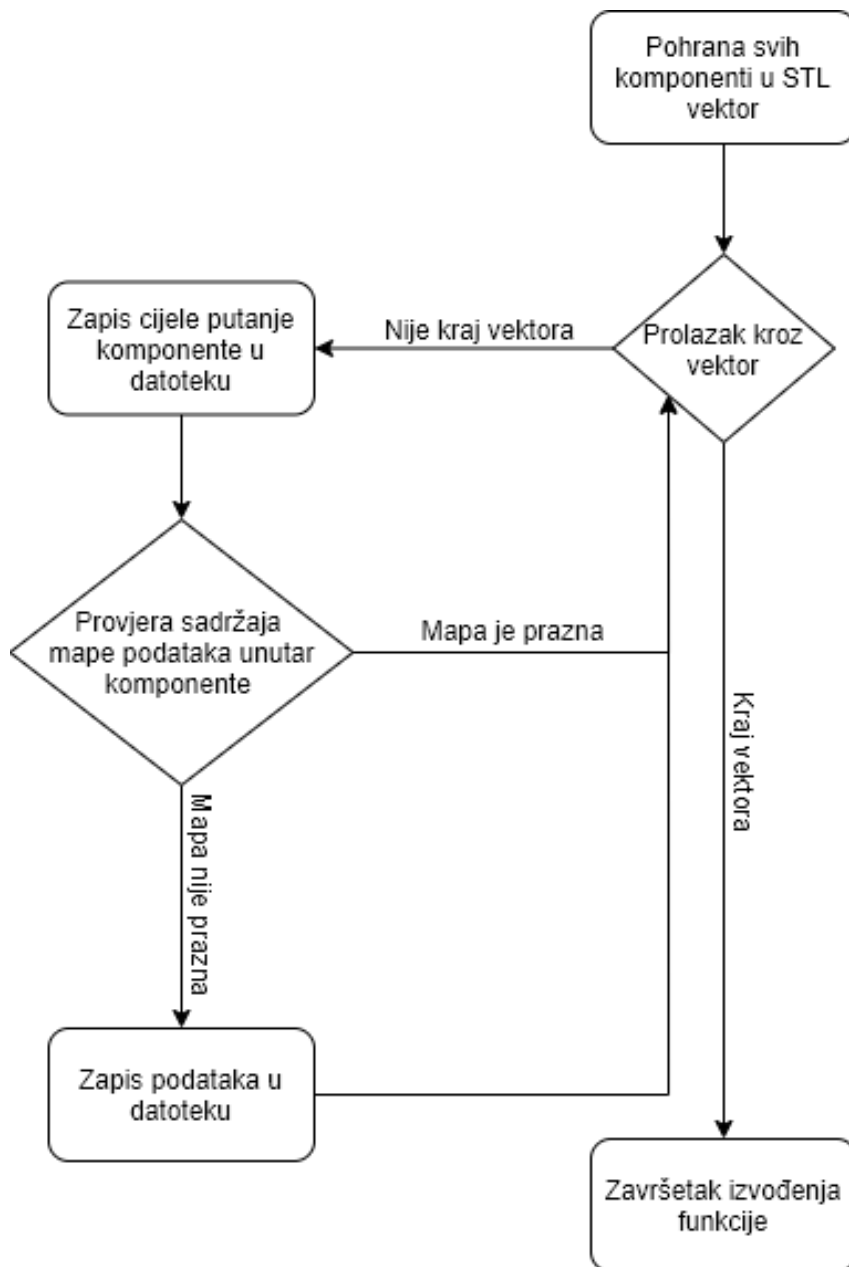 Pohrana svih
komponenti u STL
vektor
Prolazak kroz
vektor
Nije kraj vektora
Zapis cijele putanje
komponente u
datoteku
Provjera sadržaja
mape podataka unutar
komponente
Mapa je prazna
Mapa nije prazna
Zapis podataka u
datoteku
Kraj vektora
Završetak izvođenja
funkcije